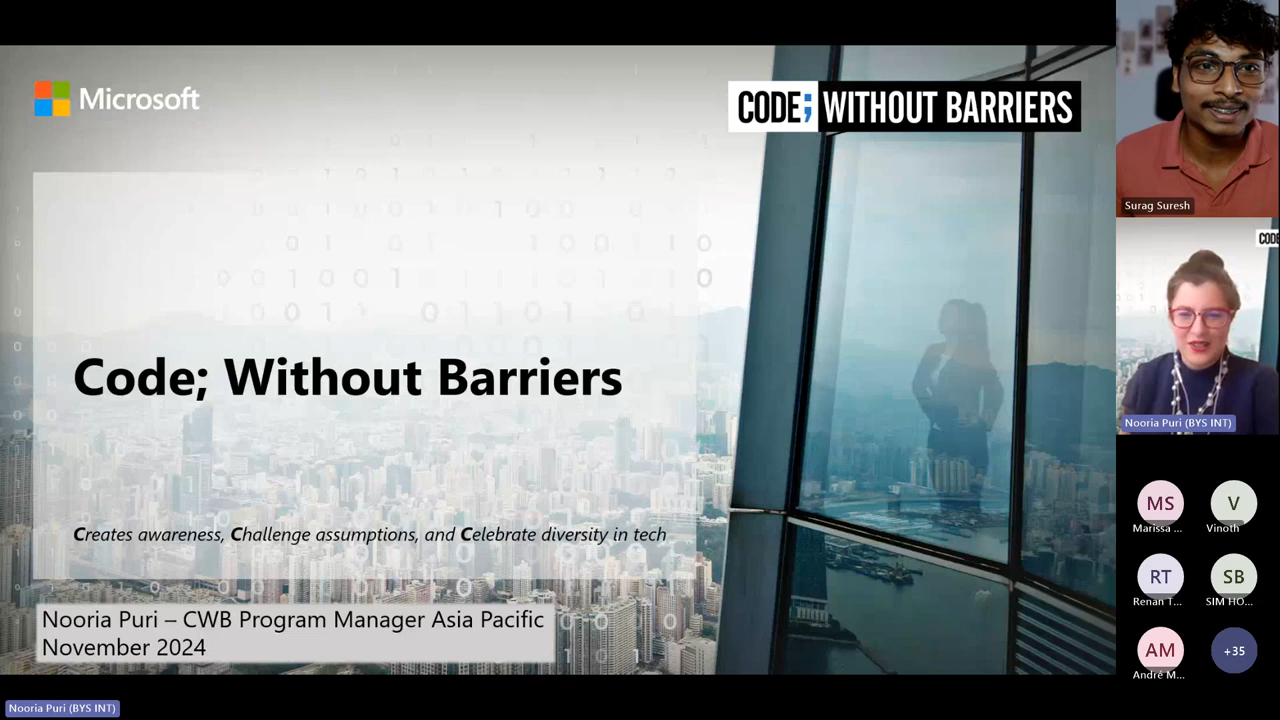 Microsoft
CODE; WITHOUT BARRIERS
Code; Without Barriers
Creates awareness, Challenge assumptions, and Celebrate diversity in tech
Nooria Puri – CWB Program Manager Asia Pacific
November 2024
Nooria Puri (BYS INT)
Surag Suresh
CODE
Nooria Puri (BYS INT)
MS
V
Marissa ...
Vinoth
RT
SB
Renan T...
SIM HO...
AM
+35
André M...